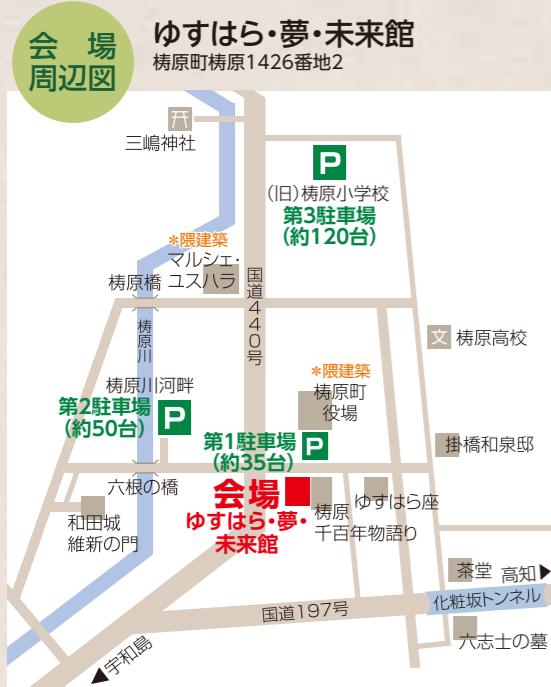 会場
周辺図
ゆすはら・夢・未来館
梼原町梼原1426番地2
三嶋神社
P
(旧)梼原小学校
第3駐車場
(約120台)
*隈建築
マルシェ・
ユスハラ
国道440号
梼原橋
梼原川
文 梼原高校
梼原川河畔
第2駐車場
(約50台)
P
*隈建築
梼原町
役場
第1駐車場
(約35台)
P
掛橋和泉邸
六根の橋
会場
ゆすはら・夢・
未来館
梼原
千百年物語り
ゆすはら座
和田城
維新の門
茶堂
高知▶
化粧坂トンネル
国道197号
六志士の墓
◀宇和島